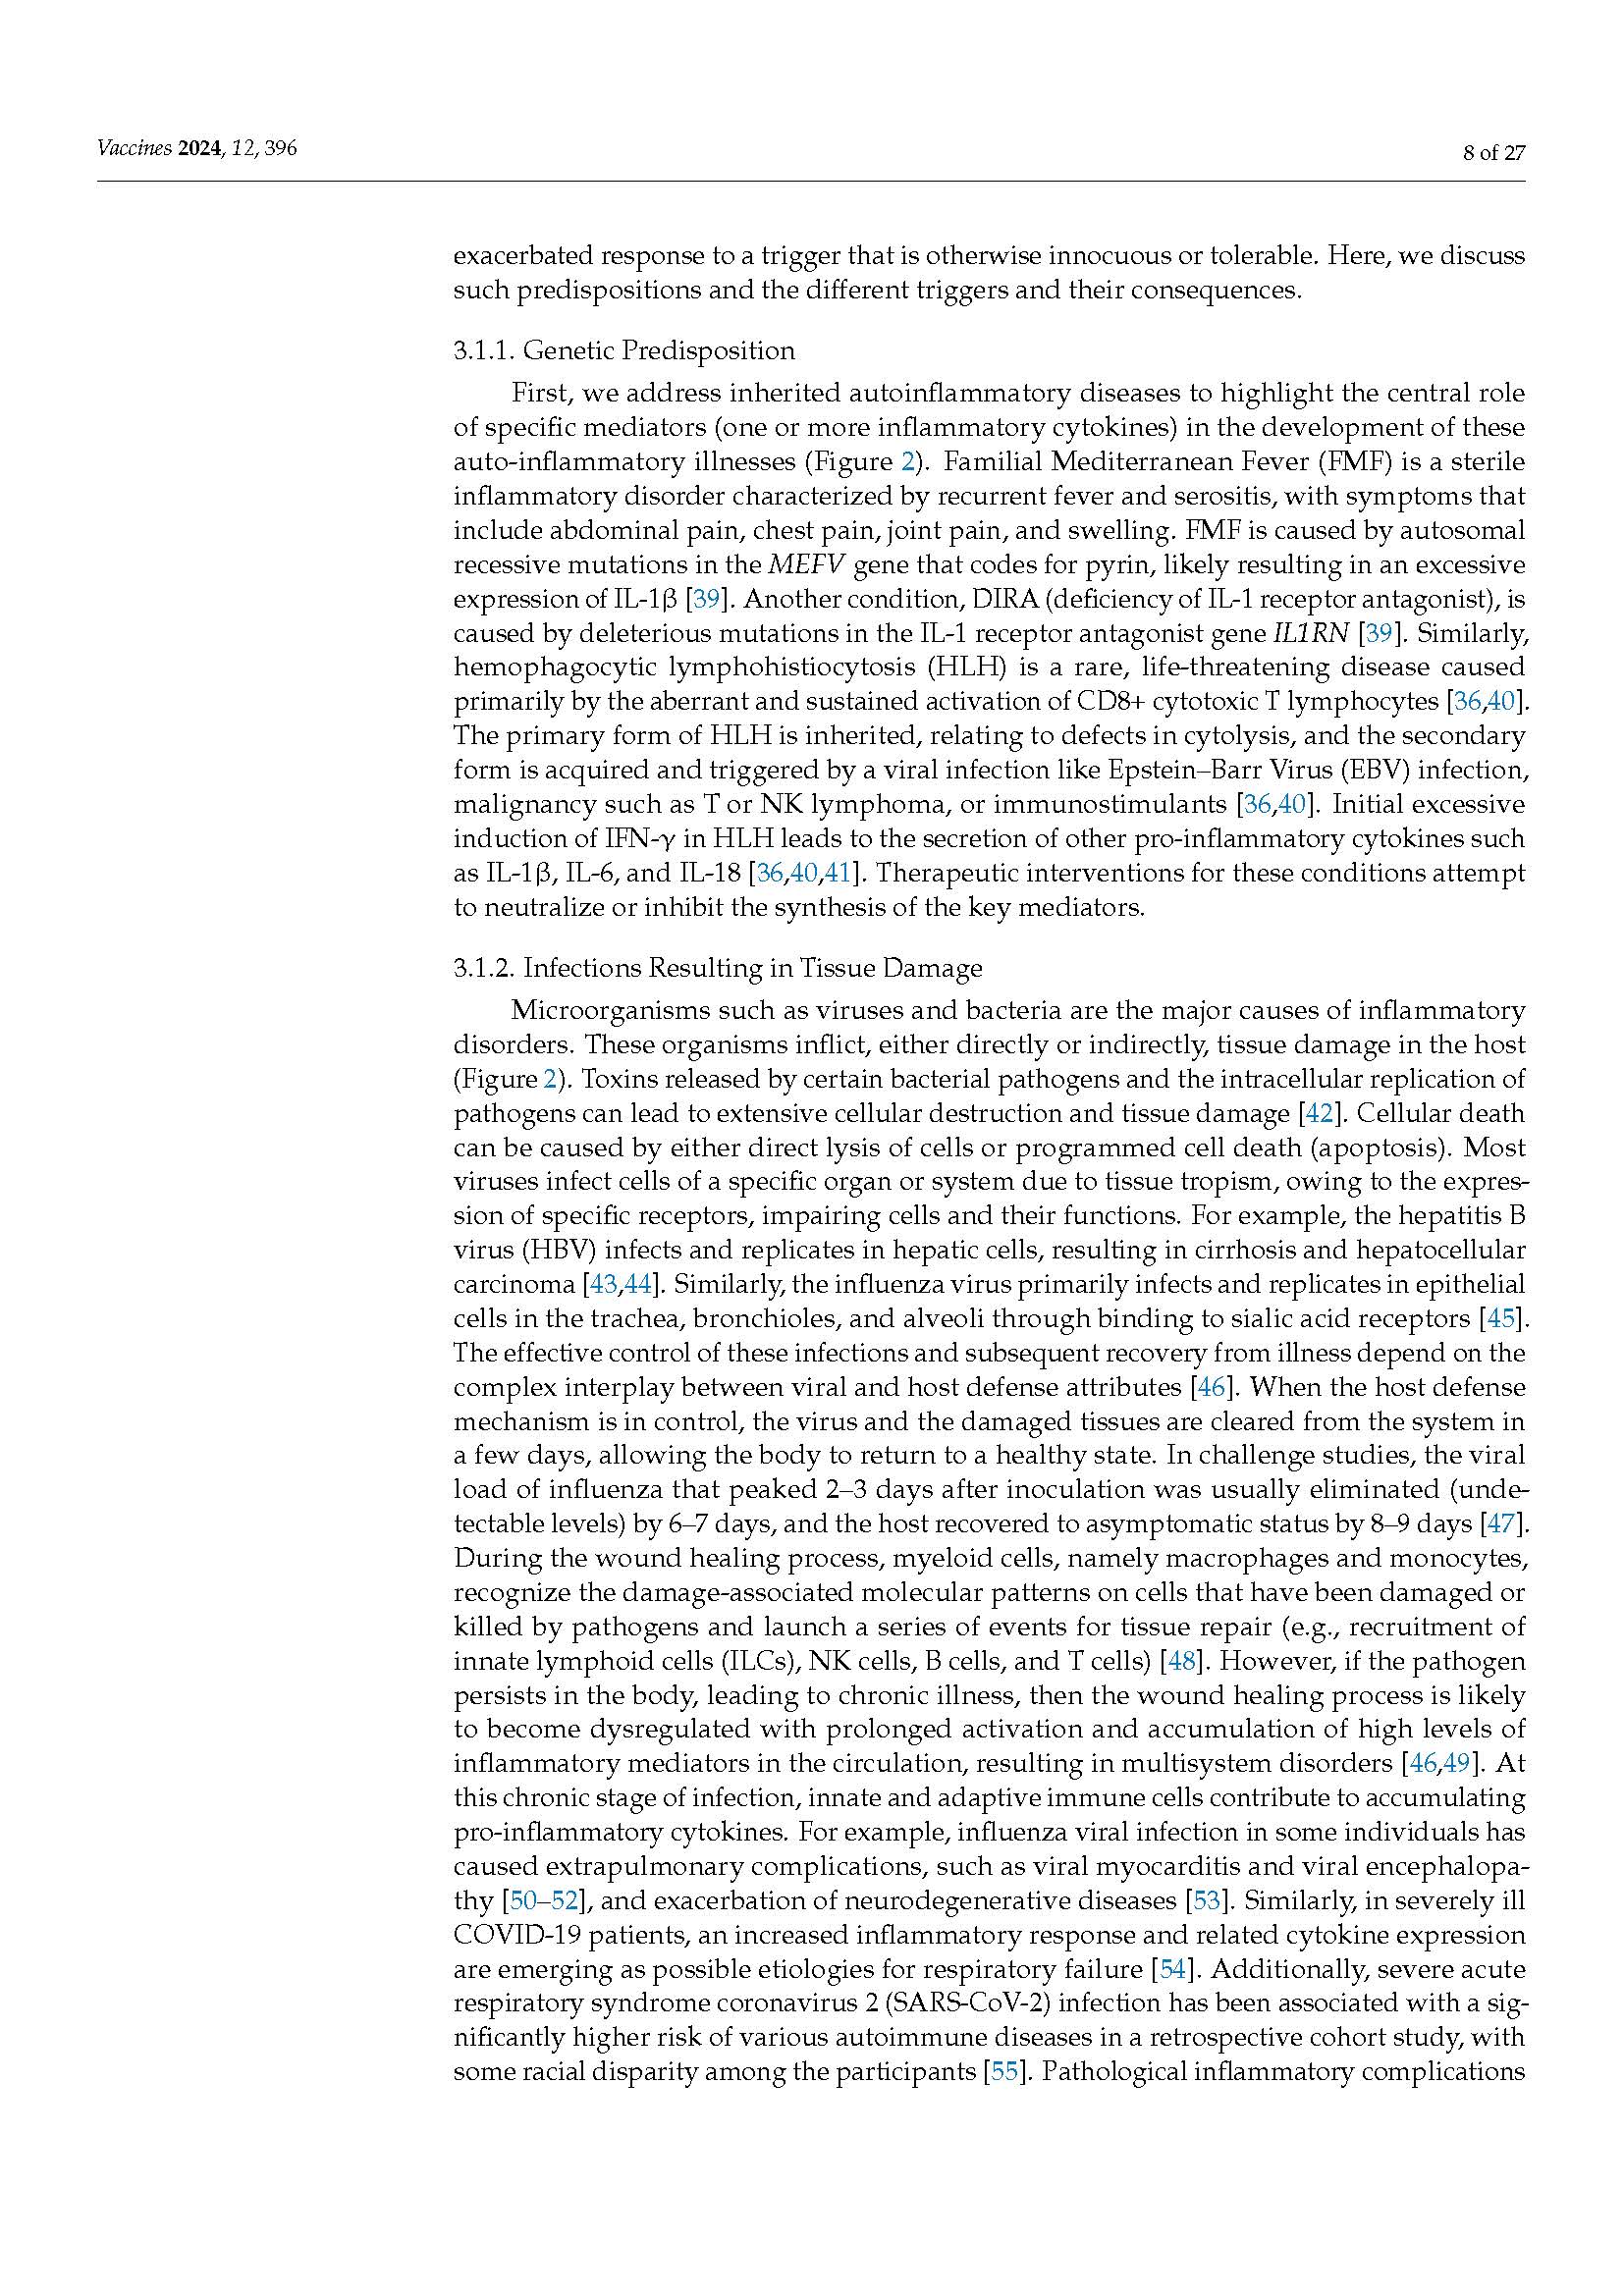 Vaccines 2024, 12, 396
8 of 27
exacerbated response to a trigger that is otherwise innocuous or tolerable. Here, we discuss
such predispositions and the different triggers and their consequences.
3.1.1. Genetic Predisposition
First, we address inherited autoinflammatory diseases to highlight the central role
of specific mediators (one or more inflammatory cytokines) in the development of these
auto-inflammatory illnesses (Figure 2). Familial Mediterranean Fever (FMF) is a sterile
inflammatory disorder characterized by recurrent fever and serositis, with symptoms that
include abdominal pain, chest pain, joint pain, and swelling. FMF is caused by autosomal
recessive mutations in the MEFV gene that codes for pyrin, likely resulting in an excessive
expression of IL-1β [39]. Another condition, DIRA (deficiency of IL-1 receptor antagonist), is
caused by deleterious mutations in the IL-1 receptor antagonist gene IL1RN [39]. Similarly,
hemophagocytic lymphohistiocytosis (HLH) is a rare, life-threatening disease caused
primarily by the aberrant and sustained activation of CD8+ cytotoxic T lymphocytes [36,40].
The primary form of HLH is inherited, relating to defects in cytolysis, and the secondary
form is acquired and triggered by a viral infection like Epstein–Barr Virus (EBV) infection,
malignancy such as T or NK lymphoma, or immunostimulants [36,40]. Initial excessive
induction of IFN-γ in HLH leads to the secretion of other pro-inflammatory cytokines such
as IL-1β, IL-6, and IL-18 [36,40,41]. Therapeutic interventions for these conditions attempt
to neutralize or inhibit the synthesis of the key mediators.
3.1.2. Infections Resulting in Tissue Damage
Microorganisms such as viruses and bacteria are the major causes of inflammatory
disorders. These organisms inflict, either directly or indirectly, tissue damage in the host
(Figure 2). Toxins released by certain bacterial pathogens and the intracellular replication of
pathogens can lead to extensive cellular destruction and tissue damage [42]. Cellular death
can be caused by either direct lysis of cells or programmed cell death (apoptosis). Most
viruses infect cells of a specific organ or system due to tissue tropism, owing to the expres-
sion of specific receptors, impairing cells and their functions. For example, the hepatitis B
virus (HBV) infects and replicates in hepatic cells, resulting in cirrhosis and hepatocellular
carcinoma [43,44]. Similarly, the influenza virus primarily infects and replicates in epithelial
cells in the trachea, bronchioles, and alveoli through binding to sialic acid receptors [45].
The effective control of these infections and subsequent recovery from illness depend on the
complex interplay between viral and host defense attributes [46]. When the host defense
mechanism is in control, the virus and the damaged tissues are cleared from the system in
a few days, allowing the body to return to a healthy state. In challenge studies, the viral
load of influenza that peaked 2–3 days after inoculation was usually eliminated (unde-
tectable levels) by 6–7 days, and the host recovered to asymptomatic status by 8–9 days [47].
During the wound healing process, myeloid cells, namely macrophages and monocytes,
recognize the damage-associated molecular patterns on cells that have been damaged or
killed by pathogens and launch a series of events for tissue repair (e.g., recruitment of
innate lymphoid cells (ILCs), NK cells, B cells, and T cells) [48]. However, if the pathogen
persists in the body, leading to chronic illness, then the wound healing process is likely
to become dysregulated with prolonged activation and accumulation of high levels of
inflammatory mediators in the circulation, resulting in multisystem disorders [46,49]. At
this chronic stage of infection, innate and adaptive immune cells contribute to accumulating
pro-inflammatory cytokines. For example, influenza viral infection in some individuals has
caused extrapulmonary complications, such as viral myocarditis and viral encephalopa-
thy [50–52], and exacerbation of neurodegenerative diseases [53]. Similarly, in severely ill
COVID-19 patients, an increased inflammatory response and related cytokine expression
are emerging as possible etiologies for respiratory failure [54]. Additionally, severe acute
respiratory syndrome coronavirus 2 (SARS-CoV-2) infection has been associated with a sig-
nificantly higher risk of various autoimmune diseases in a retrospective cohort study, with
some racial disparity among the participants [55]. Pathological inflammatory complications